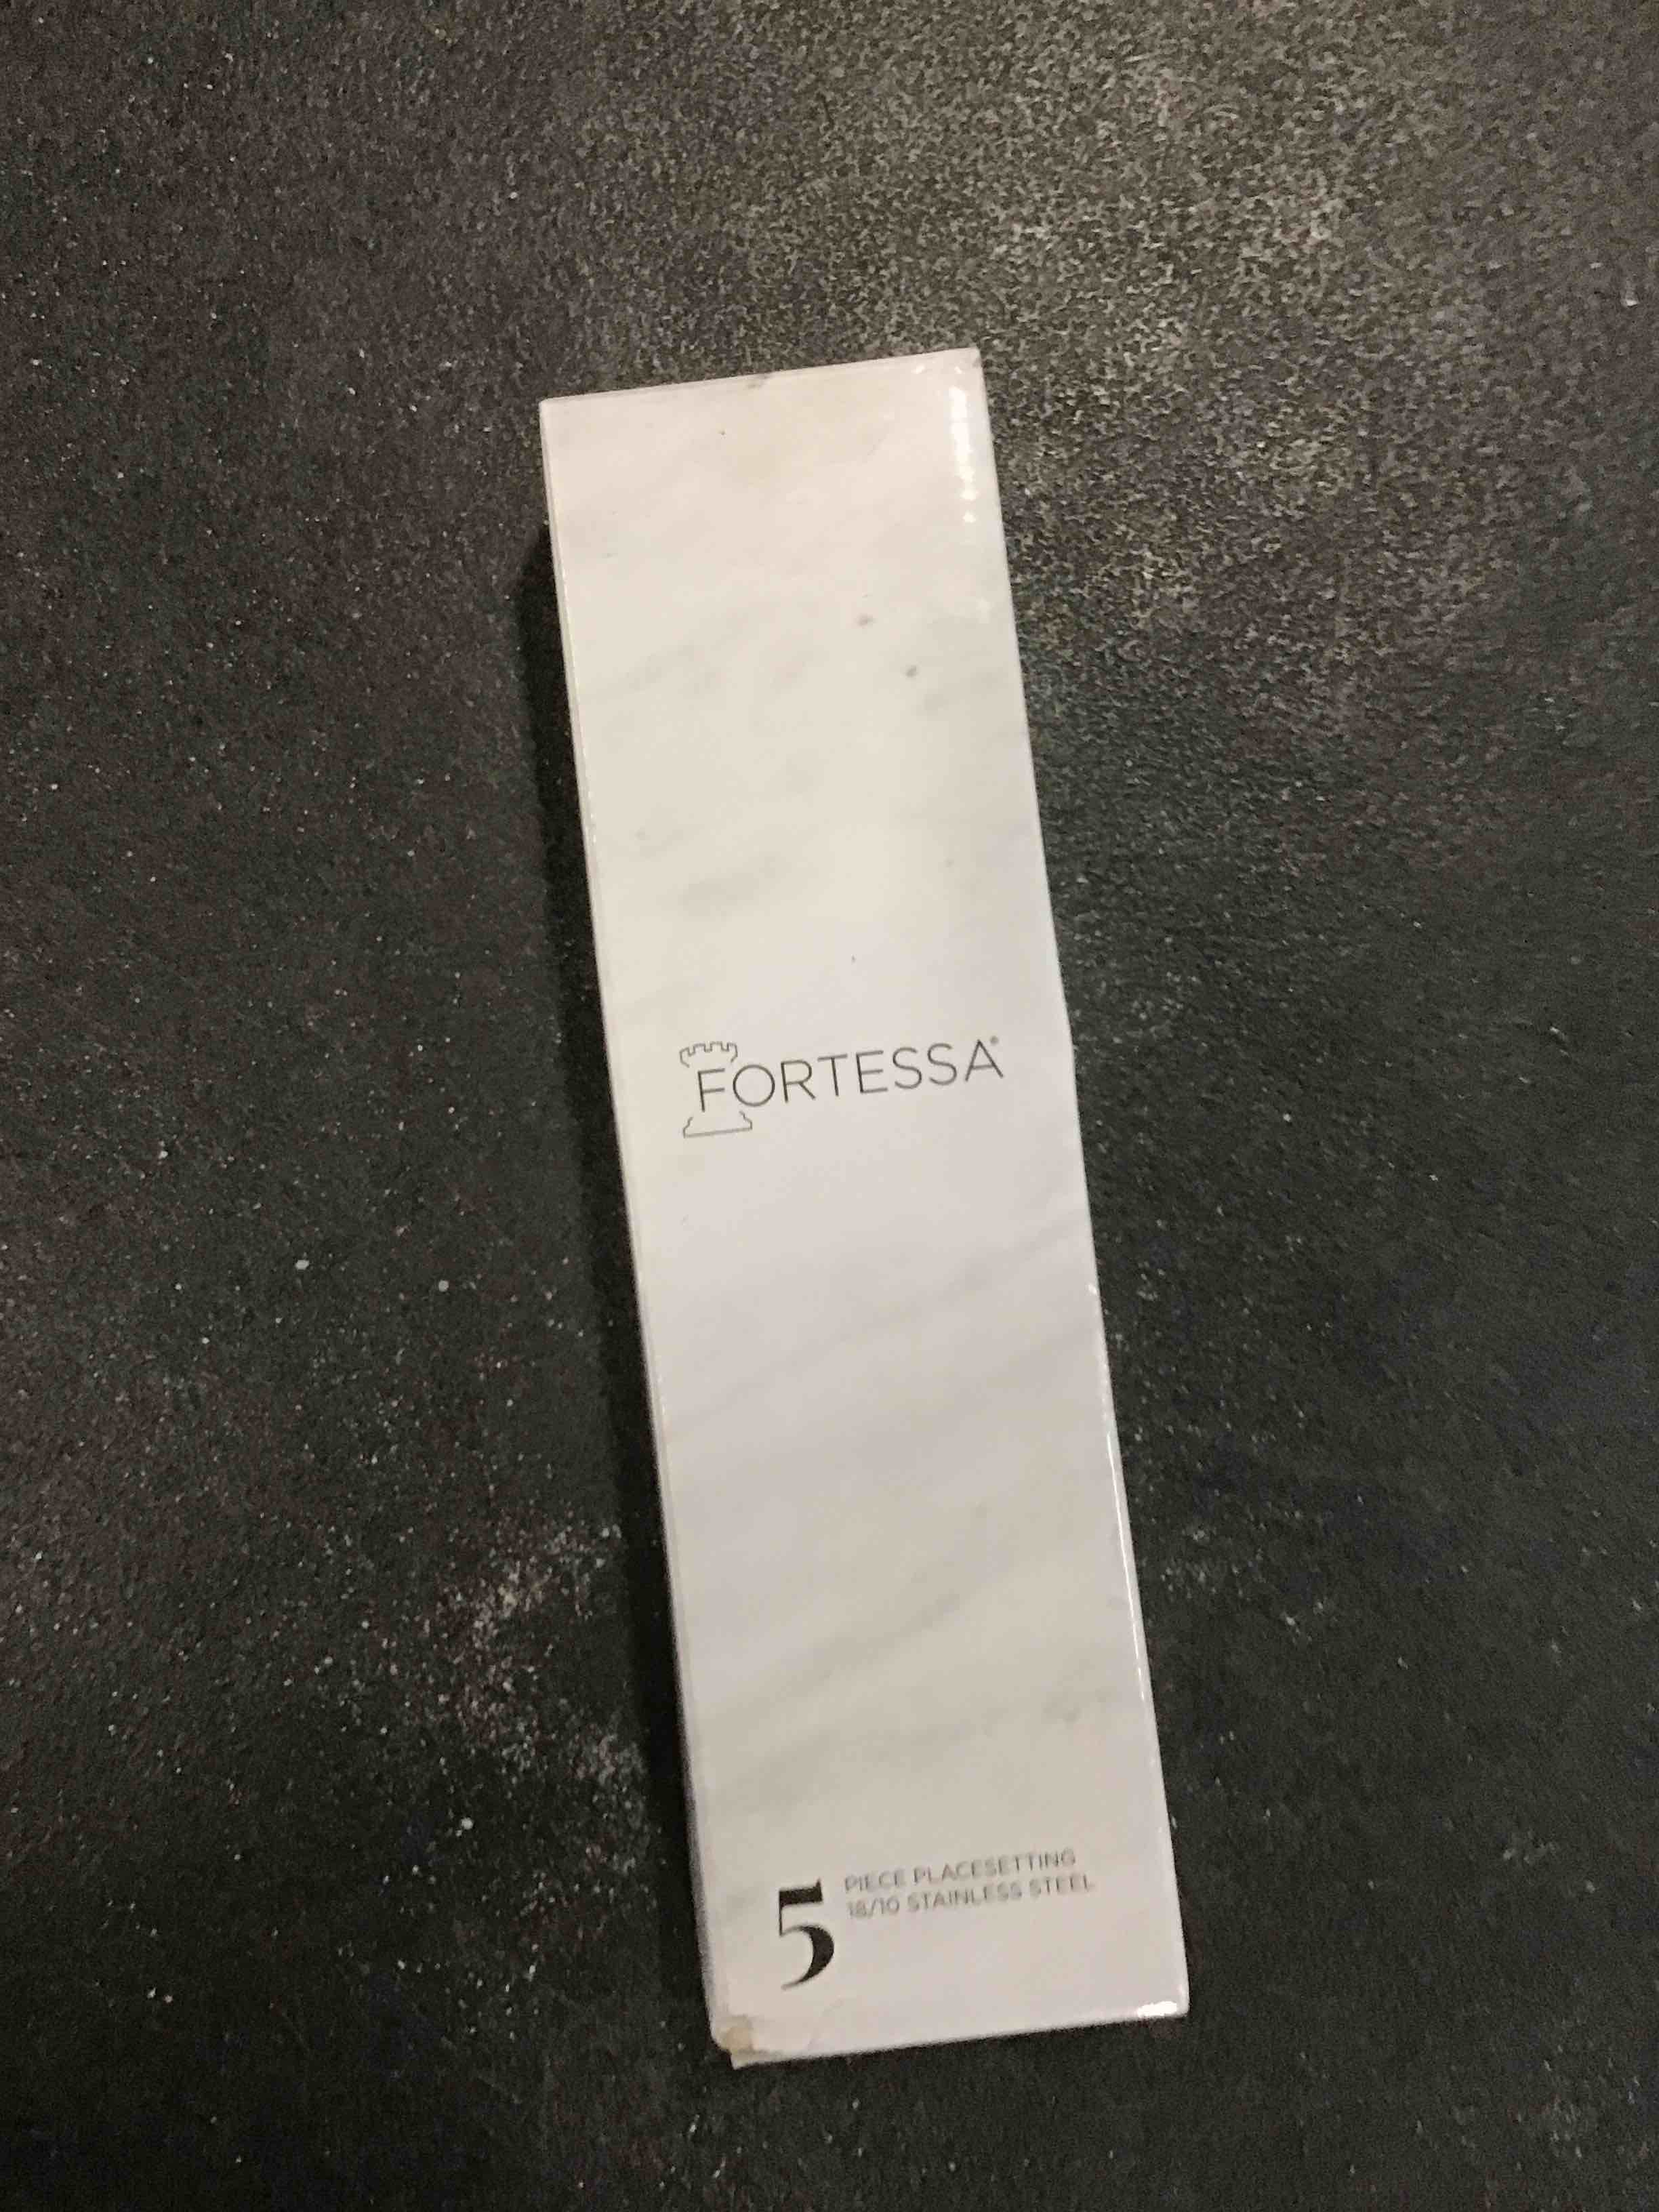 FORTESSA®
5
PIECE PLACESETTING
18/10 STAINLESS STEEL